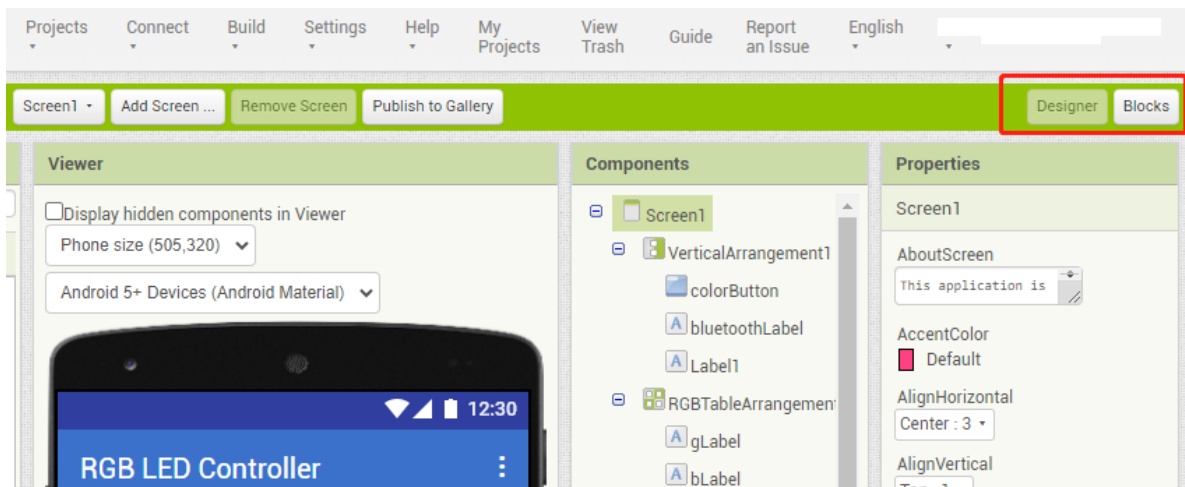 Projects Connect Build Settings Help My Projects View Trash Guide Report an Issue English
Screen1 Add Screen ... Remove Screen Publish to Gallery Designer Blocks
Viewer
Display hidden components in Viewer
Phone size (505,320)
Android 5+ Devices (Android Material)
12:30
RGB LED Controller
Components
Screen1
VerticalArrangement1
colorButton
bluetoothLabel
Label1
RGBTableArrangemen
gLabel
bLabel
Properties
Screen1
AboutScreen
This application is
AccentColor
Default
AlignHorizontal
Center : 3
AlignVertical